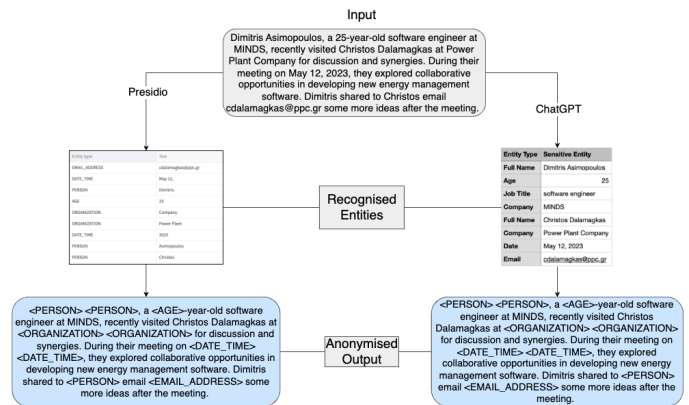 Input
Dimitris Asimopoulos, a 25-year-old software engineer at
MINDS, recently visited Christos Dalamagkas at Power
Plant Company for discussion and synergies. During their
meeting on May 12, 2023, they explored collaborative
opportunities in developing new energy management
software. Dimitris shared to Christos email
cdalamagkas@ppc.gr some more ideas after the meeting.
Presidio
ChatGPT
Entity type Text
EMAIL_ADDRESS cdalamagkas@ppc.gr
DATE_TIME May 12,
PERSON Dimitris
AGE 25
ORGANIZATION Company
ORGANIZATION Power Plant
DATE_TIME 2023
PERSON Asimopoulos
PERSON Christos
Recognised
Entities
Entity Type Sensitive Entity
Full Name Dimitris Asimopoulos
Age 25
Job Title software engineer
Company MINDS
Full Name Christos Dalamagkas
Company Power Plant Company
Date May 12, 2023
Email cdalamagkas@ppc.gr
<PERSON> <PERSON>, a <AGE>-year-old software
engineer at MINDS, recently visited Christos Dalamagkas at
<ORGANIZATION> <ORGANIZATION> for discussion and
synergies. During their meeting on <DATE_TIME>
<DATE_TIME>, they explored collaborative opportunities in
developing new energy management software. Dimitris
shared to <PERSON> email <EMAIL_ADDRESS> some
more ideas after the meeting.
Anonymised
Output
<PERSON> <PERSON>, a <AGE>-year-old software
engineer at MINDS, recently visited Christos
Dalamagkas at <ORGANIZATION> <ORGANIZATION>
for discussion and synergies. During their meeting on
<DATE_TIME> <DATE_TIME>, they explored
collaborative opportunities in developing new energy
management software. Dimitris shared to <PERSON>
email <EMAIL_ADDRESS> some more ideas after the
meeting.